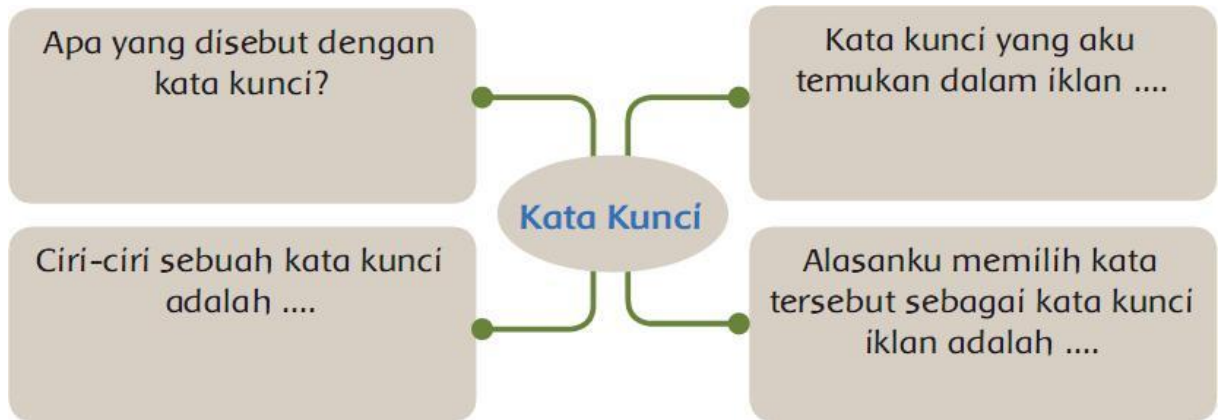 Apa yang disebut dengan
kata kunci?
Kata kunci yang aku
temukan dalam iklan ....
Kata Kunci
Ciri-ciri sebuah kata kunci
adalah ....
Alasanku memilih kata
tersebut sebagai kata kunci
iklan adalah ....